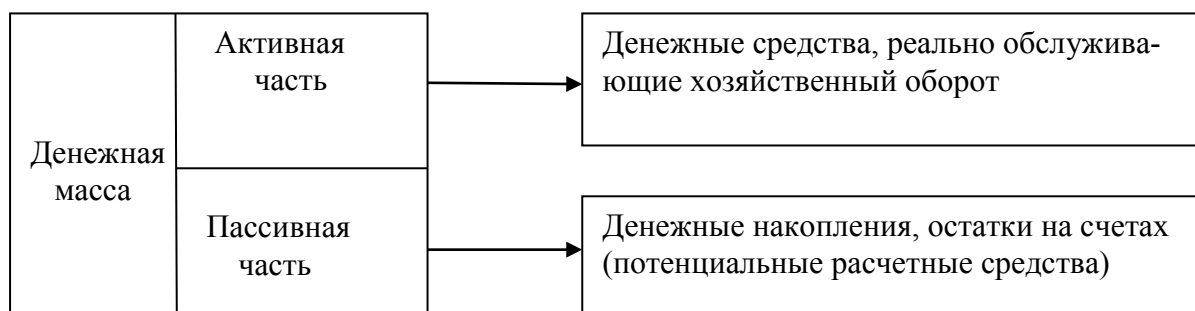 Денежная
масса
Активная
часть
Денежные средства, реально обслужива-
ющие хозяйственный оборот
Пассивная
часть
Денежные накопления, остатки на счетах
(потенциальные расчетные средства)